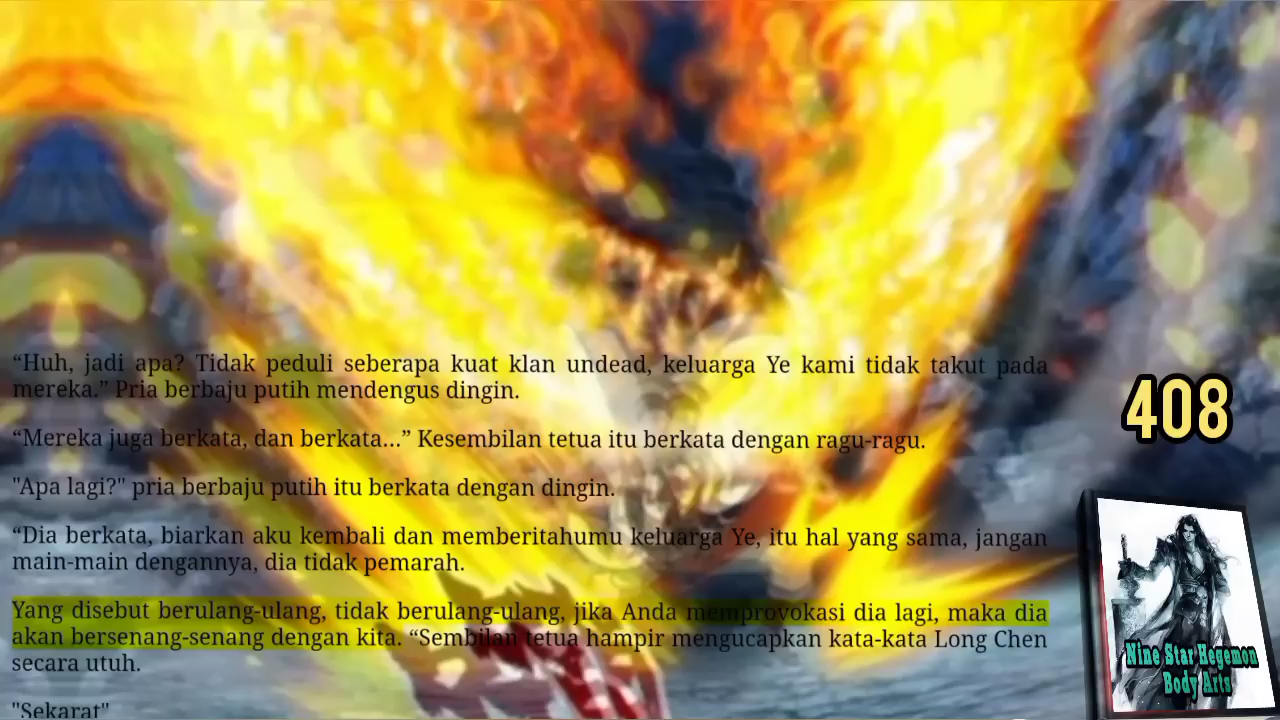 “Huh, jadi apa? Tidak peduli seberapa kuat klan undead, keluarga Ye kami tidak takut pada
mereka.” Pria berbaju putih mendengus dingin.
“Mereka juga berkata, dan berkata...” Kesembilan tetua itu berkata dengan ragu-ragu.
"Apa lagi?" pria berbaju putih itu berkata dengan dingin.
“Dia berkata, biarkan aku kembali dan memberitahumu keluarga Ye, itu hal yang sama, jangan
main-main dengannya, dia tidak pemarah.
Yang disebut berulang-ulang, tidak berulang-ulang, jika Anda memprovokasi dia lagi, maka dia
akan bersenang-senang dengan kita. “Sembilan tetua hampir mengucapkan kata-kata Long Chen
secara utuh.
"Sekarat"
408
Nine Star Hegemon
Body Arts